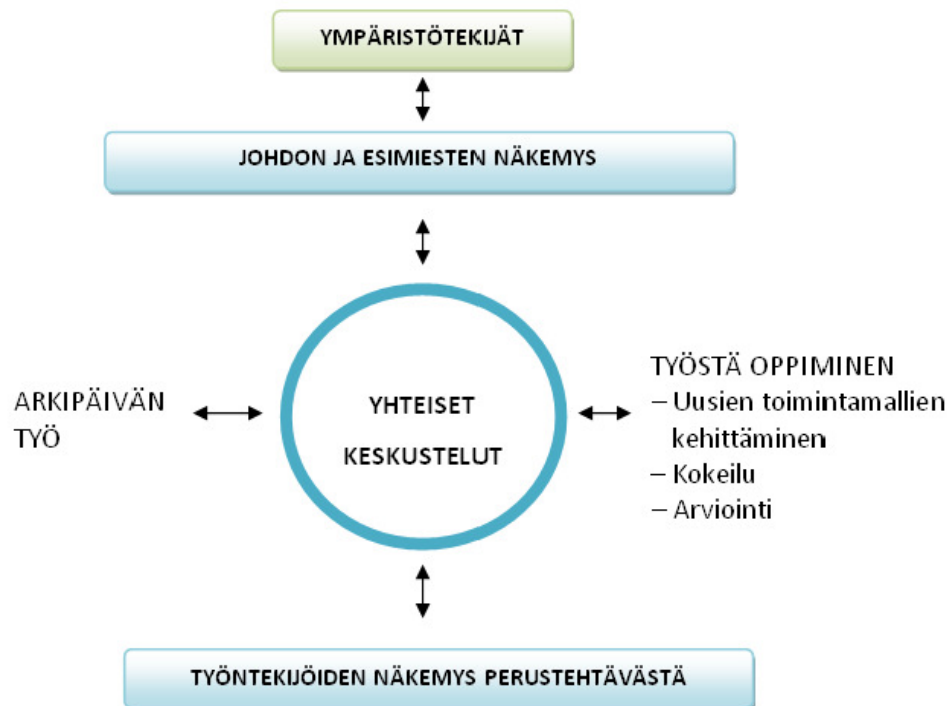 YMPÄRISTÖTEKIJÄT
JOHDON JA ESIMIESTEN NÄKEMYS
ARKIPÄIVÄN
TYÖ
YHTEISET
KESKUSTELUT
TYÖSTÄ OPPIMINEN
– Uusien toimintamallien
kehittäminen
– Kokeilu
– Arviointi
TYÖNTEKIJÖIDEN NÄKEMYS PERUSTEHTÄVÄSTÄ